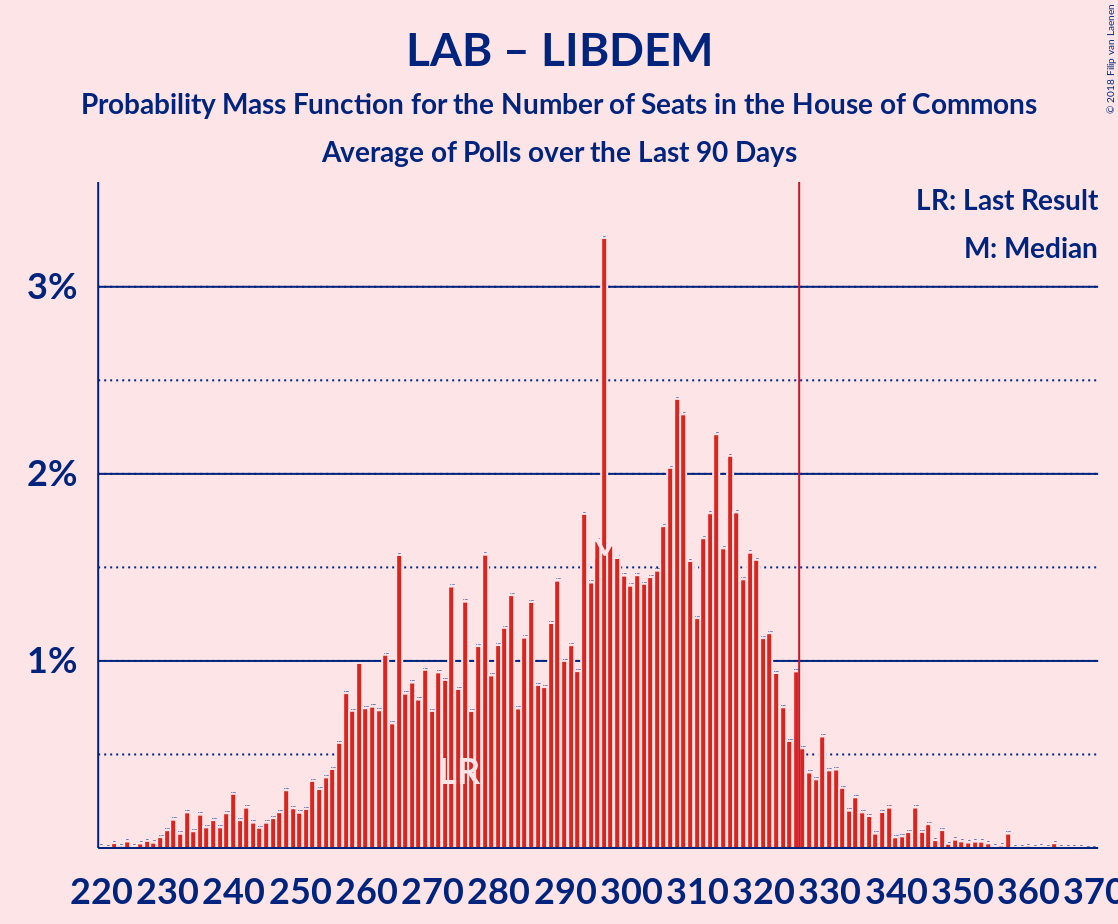 LAB – LIBDEM
Probability Mass Function for the Number of Seats in the House of Commons
Average of Polls over the Last 90 Days
© 2018 Filip van Laenen
LR: Last Result
M: Median
3%
2%
1%
M
LR
220 230 240 250 260 270 280 290 300 310 320 330 340 350 360 370